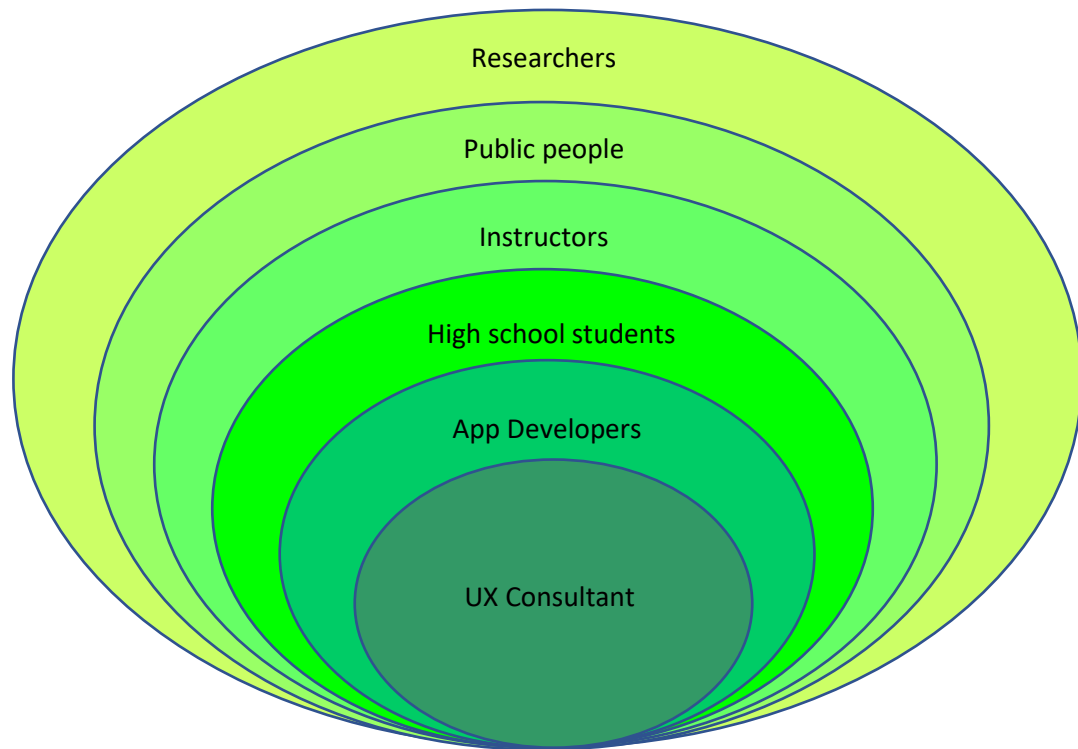 Researchers
Public people
Instructors
High school students
App Developers
UX Consultant